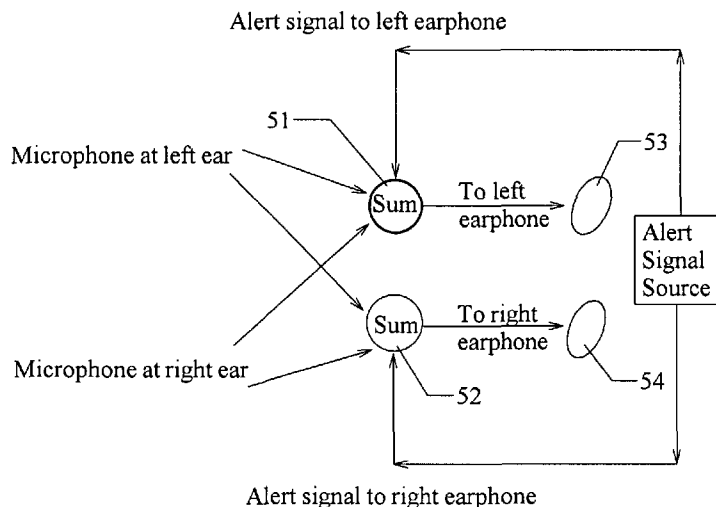 Alert signal to left earphone
51
53
Microphone at left ear
Sum
To left
earphone
Alert
Signal
Source
Sum
To right
earphone
Microphone at right ear
52
54
Alert signal to right earphone